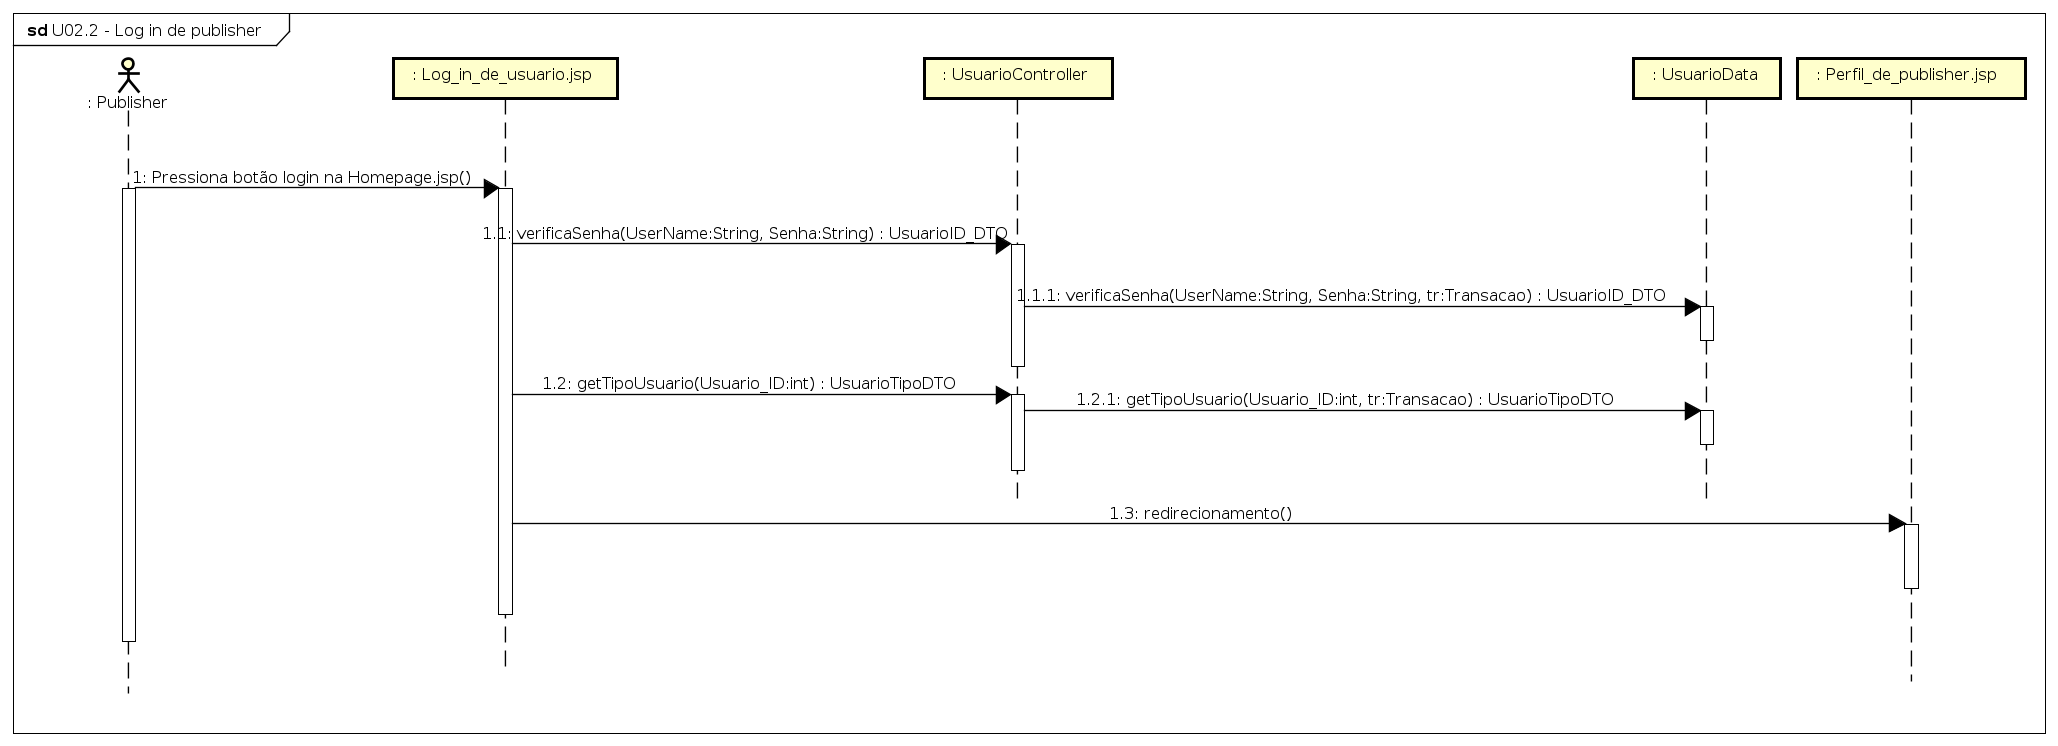 sd U02.2 - Log in de publisher
: Publisher
: Log_in_de_usuario.jsp
: UsuarioController
: UsuarioData
: Perfil_de_publisher.jsp
1: Pressiona botão login na Homepage.jsp()
1.1: verificaSenha(UserName:String, Senha:String) : UsuarioID_DTO
1.1.1: verificaSenha(UserName:String, Senha:String, tr:Transacao) : UsuarioID_DTO
1.2: getTipoUsuario(Usuario_ID:int) : UsuarioTipoDTO
1.2.1: getTipoUsuario(Usuario_ID:int, tr:Transacao) : UsuarioTipoDTO
1.3: redirecionamento()